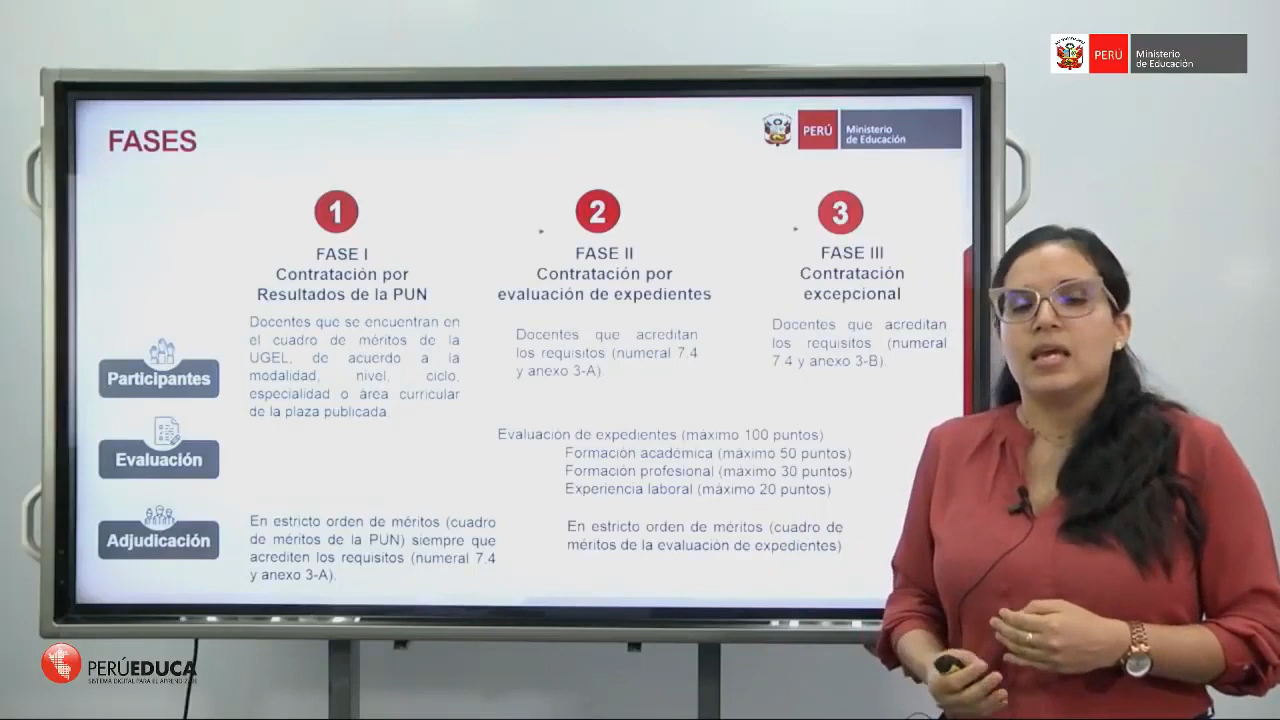 PERÚ
Ministerio
de Educación
FASES
PERÚ
Ministerio
de Educación
1
FASE I
Contratación por
Resultados de la PUN
2
FASE II
Contratación por
evaluación de expedientes
3
FASE III
Contratación
excepcional
Participantes
Docentes que se encuentran en
el cuadro de méritos de la
UGEL, de acuerdo a la
modalidad, nivel, ciclo,
especialidad o área curricular
de la plaza publicada
Docentes que acreditan
los requisitos (numeral 7.4
y anexo 3-A).
Docentes que acreditan
los requisitos (numeral
7.4 y anexo 3-B).
Evaluación
Evaluación de expedientes (máximo 100 puntos)
Formación académica (máximo 50 puntos)
Formación profesional (máximo 30 puntos)
Experiencia laboral (máximo 20 puntos)
Adjudicación
En estricto orden de méritos (cuadro
de méritos de la PUN) siempre que
acrediten los requisitos (numeral 7.4
y anexo 3-A).
En estricto orden de méritos (cuadro de
méritos de la evaluación de expedientes)
PERÚEDUCA
SISTEMA DIGITAL PARA EL APRENDIZAJE